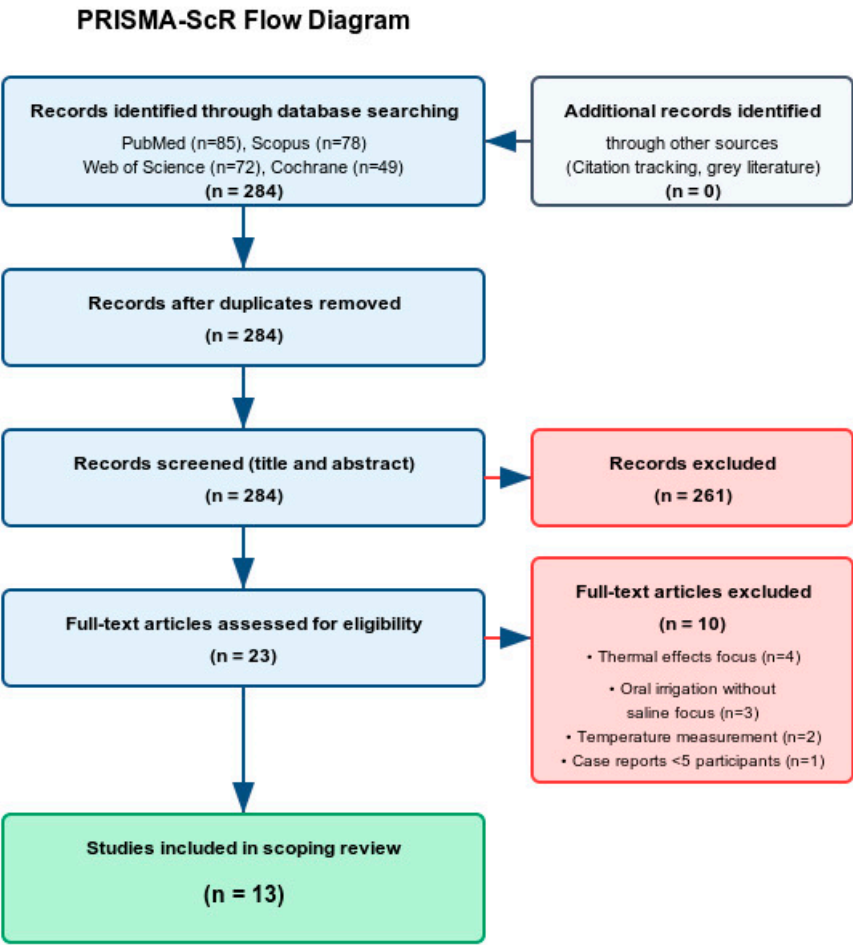 PRISMA-ScR Flow Diagram
Records identified through database searching
PubMed (n=85), Scopus (n=78)
Web of Science (n=72), Cochrane (n=49)
(n = 284)
Additional records identified
through other sources
(Citation tracking, grey literature)
(n = 0)
Records after duplicates removed
(n = 284)
Records screened (title and abstract)
(n = 284)
Records excluded
(n = 261)
Full-text articles assessed for eligibility
(n = 23)
Full-text articles excluded
(n = 10)
• Thermal effects focus (n=4)
• Oral irrigation without
saline focus (n=3)
• Temperature measurement (n=2)
• Case reports <5 participants (n=1)
Studies included in scoping review
(n = 13)